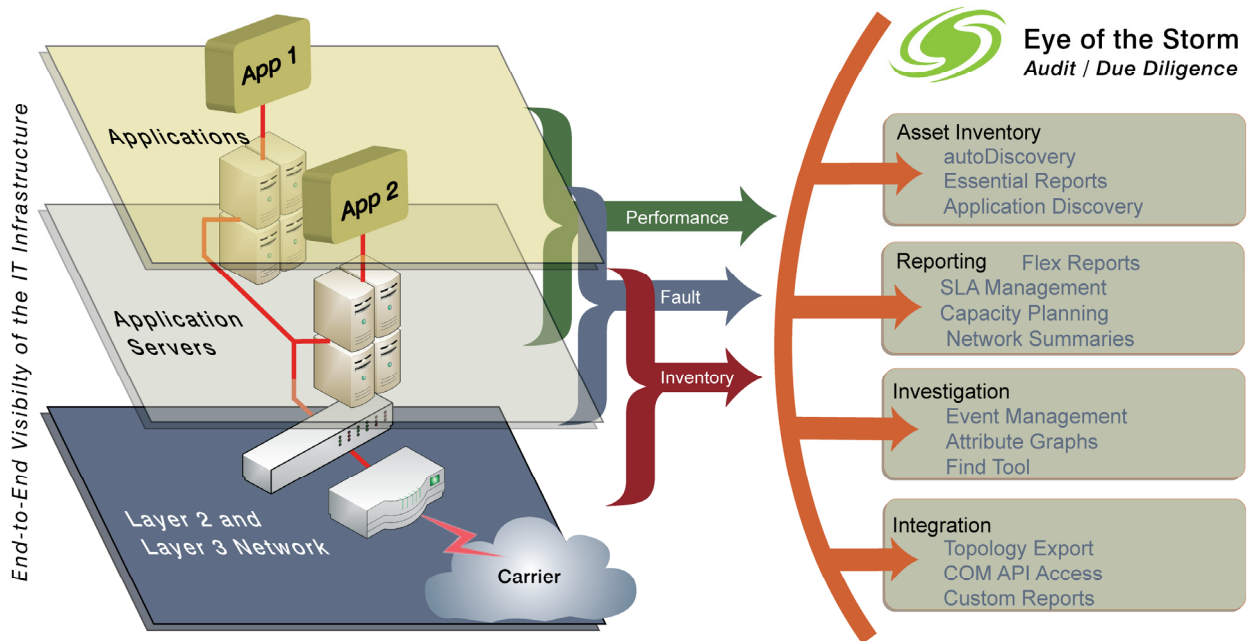 End-to-End Visibilty of the IT Infrastructure
App 1
Applications
App 2
Application
Servers
Layer 2 and
Layer 3 Network
Carrier
Performance
Fault
Inventory
Eye of the Storm
Audit / Due Diligence
Asset Inventory
autoDiscovery
Essential Reports
Application Discovery
Reporting Flex Reports
SLA Management
Capacity Planning
Network Summaries
Investigation
Event Management
Attribute Graphs
Find Tool
Integration
Topology Export
COM API Access
Custom Reports